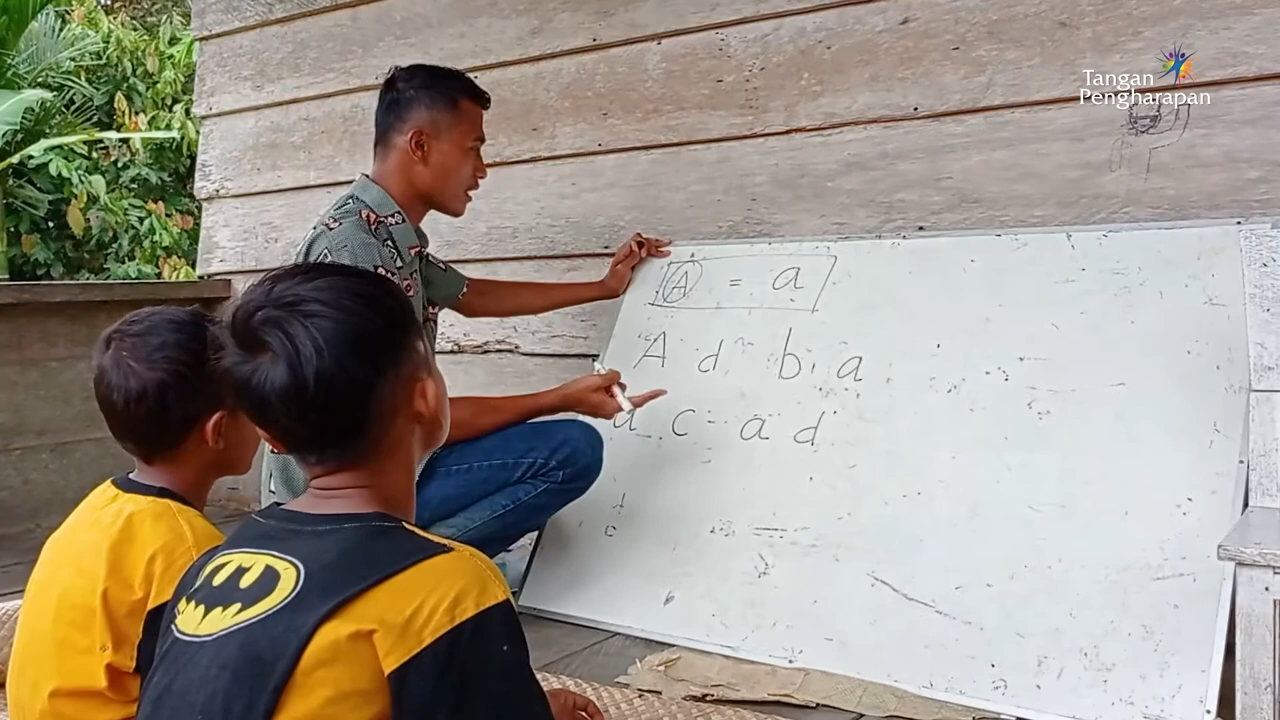 Tangan
Pengharapan
A = a
A d b a
a c a d
c